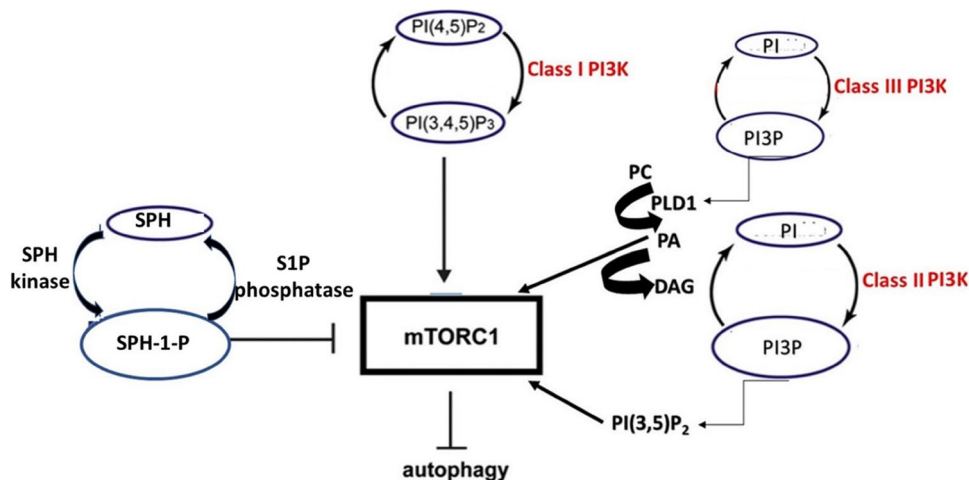 PI(4,5)P2
Class I PI3K
PI(3,4,5)P3
PI
Class III PI3K
PI3P
PC
PLD1
PA
DAG
SPH
SPH
kinase
S1P
phosphatase
SPH-1-P
mTORC1
PI
Class II PI3K
PI3P
PI(3,5)P2
autophagy